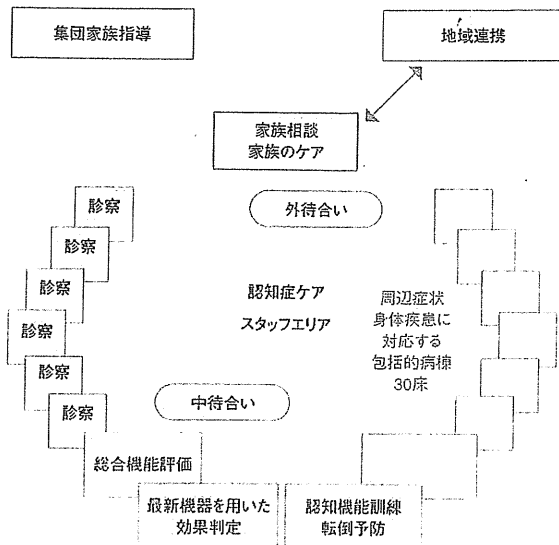 集団家族指導
地域連携
家族相談
家族のケア
外待合い
診察
診察
診察
診察
診察
診察
認知症ケア
スタッフエリア
周辺症状
身体疾患に
対応する
包括的病棟
30床
中待合い
総合機能評価
最新機器を用いた
効果判定
認知機能訓練
転倒予防